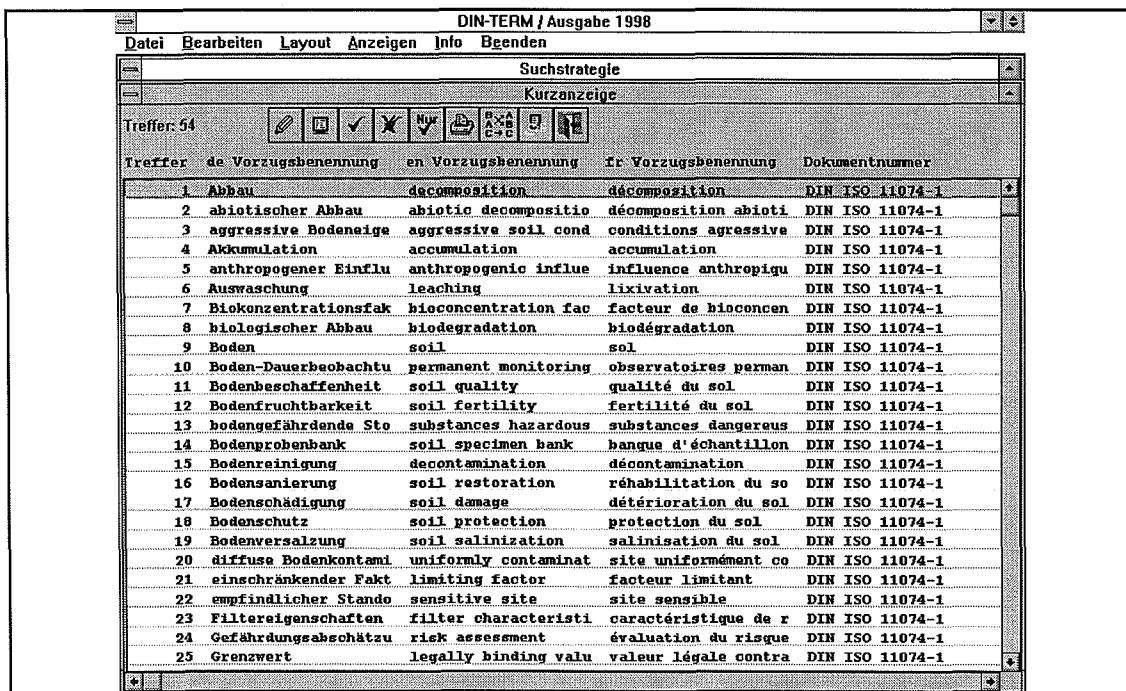 DIN-TERM / Ausgabe 1998
Datei Bearbeiten Layout Anzeigen Info Beenden
Suchstrategie
Kurzanzeige
Treffer: 54 Nur
Treffer de Vorzugsbenennung en Vorzugsbenennung fr Vorzugsbenennung Dokumentnummer
1 Abbau decomposition décomposition DIN ISO 11074-1
2 abiotischer Abbau abiotic decompositio décomposition abioti DIN ISO 11074-1
3 aggressive Bodeneige aggressive soil cond conditions agressive DIN ISO 11074-1
4 Akkumulation accumulation accumulation DIN ISO 11074-1
5 anthropogener Einflu anthropogenic influe influence anthropiqu DIN ISO 11074-1
6 Auswaschung leaching lixivation DIN ISO 11074-1
7 Biokonzentrationsfak bioconcentration fac facteur de bioconcen DIN ISO 11074-1
8 biologischer Abbau biodegradation biodégradation DIN ISO 11074-1
9 Boden soil sol DIN ISO 11074-1
10 Boden-Dauerbeobachtu permanent monitoring observatoires perman DIN ISO 11074-1
11 Bodenbeschaffenheit soil quality qualité du sol DIN ISO 11074-1
12 Bodenfruchtbarkeit soil fertility fertilité du sol DIN ISO 11074-1
13 bodengefährdende Sto substances hazardous substances dangereus DIN ISO 11074-1
14 Bodenprobenbank soil specimen bank banque d'échantillon DIN ISO 11074-1
15 Bodenreinigung decontamination décontamination DIN ISO 11074-1
16 Bodensanierung soil restoration réhabilitation du so DIN ISO 11074-1
17 Bodenschädigung soil damage détérioration du sol DIN ISO 11074-1
18 Bodenschutz soil protection protection du sol DIN ISO 11074-1
19 Bodenversalzung soil salinization salinisation du sol DIN ISO 11074-1
20 diffuse Bodenkontami uniformly contaminat site uniformément co DIN ISO 11074-1
21 einschränkender Fakt limiting factor facteur limitant DIN ISO 11074-1
22 empfindlicher Stando sensitive site site sensible DIN ISO 11074-1
23 Filtereigenschaften filter characteristi caractéristique de r DIN ISO 11074-1
24 Gefährdungsabschätzu risk assessment évaluation du risque DIN ISO 11074-1
25 Grenzwert legally binding valu valeur légale contra DIN ISO 11074-1